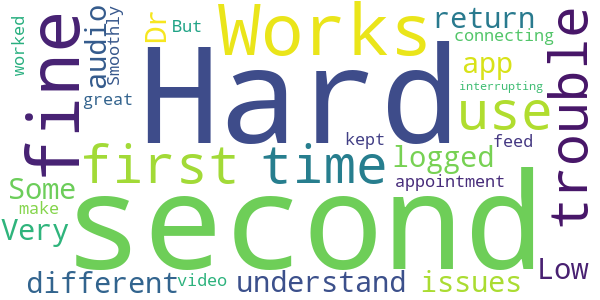 worked
fine
audio
Smoothly
great
Dr
But
Works
return
connecting
app
interrupting
use
trouble
Hard
first
time
kept
logged
feed
appointment
Some
make
Very
second
different
video
understand
issues
Low